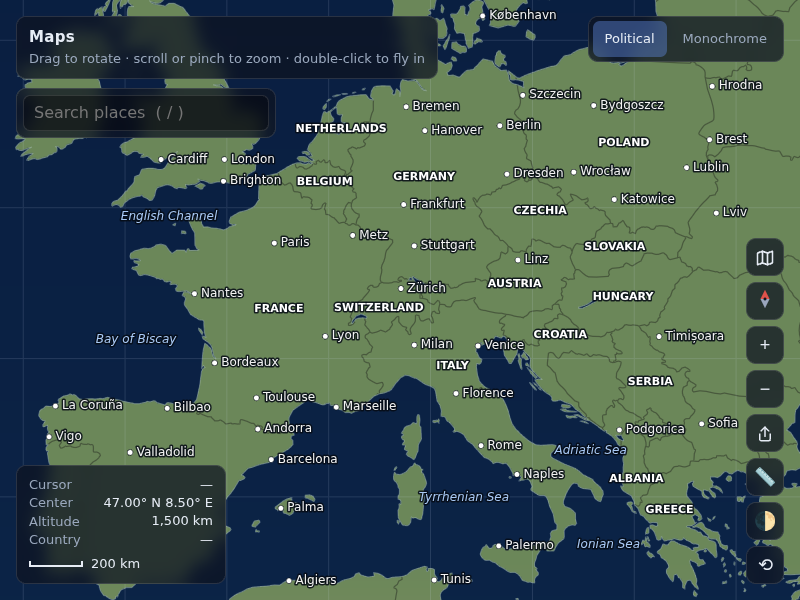 København
Maps
Drag to rotate · scroll or pinch to zoom · double-click to fly in
Political
Monochrome
Search places ( / )
Hrodna
Szczecin
Bydgoszcz
Bremen
NETHERLANDS
Hanover
Berlin
POLAND
Brest
Cardiff
London
Lublin
Brighton
BELGIUM
GERMANY
Dresden
Wrocław
Katowice
Frankfurt
CZECHIA
Lviv
English Channel
Paris
Metz
Stuttgart
SLOVAKIA
Linz
AUSTRIA
Zürich
Nantes
FRANCE
SWITZERLAND
HUNGARY
Bay of Biscay
Lyon
Milan
Venice
CROATIA
Timișoara
Bordeaux
ITALY
SERBIA
Toulouse
Florence
La Coruña
Bilbao
Marseille
Andorra
Podgorica
Sofia
Vigo
Valladolid
Rome
Adriatic Sea
Barcelona
Naples
ALBANIA
Tyrrhenian Sea
Palma
GREECE
Palermo
Ionian Sea
Algiers
Tunis
Cursor —
Center 47.00° N 8.50° E
Altitude 1,500 km
Country —
200 km